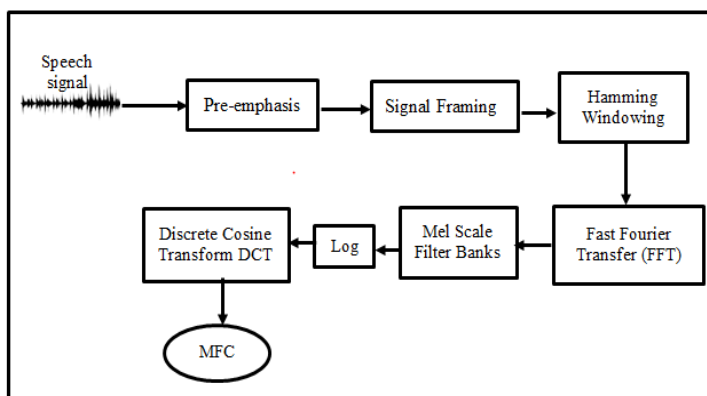 Speech
signal
Pre-emphasis
Signal Framing
Hamming
Windowing
Fast Fourier
Transfer (FFT)
Mel Scale
Filter Banks
Log
Discrete Cosine
Transform DCT
MFC